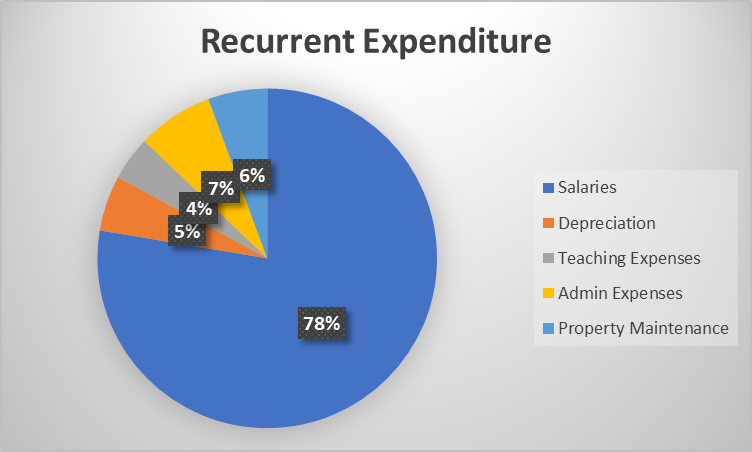 Recurrent Expenditure
6%
7%
4%
5%
78%
Salaries
Depreciation
Teaching Expenses
Admin Expenses
Property Maintenance